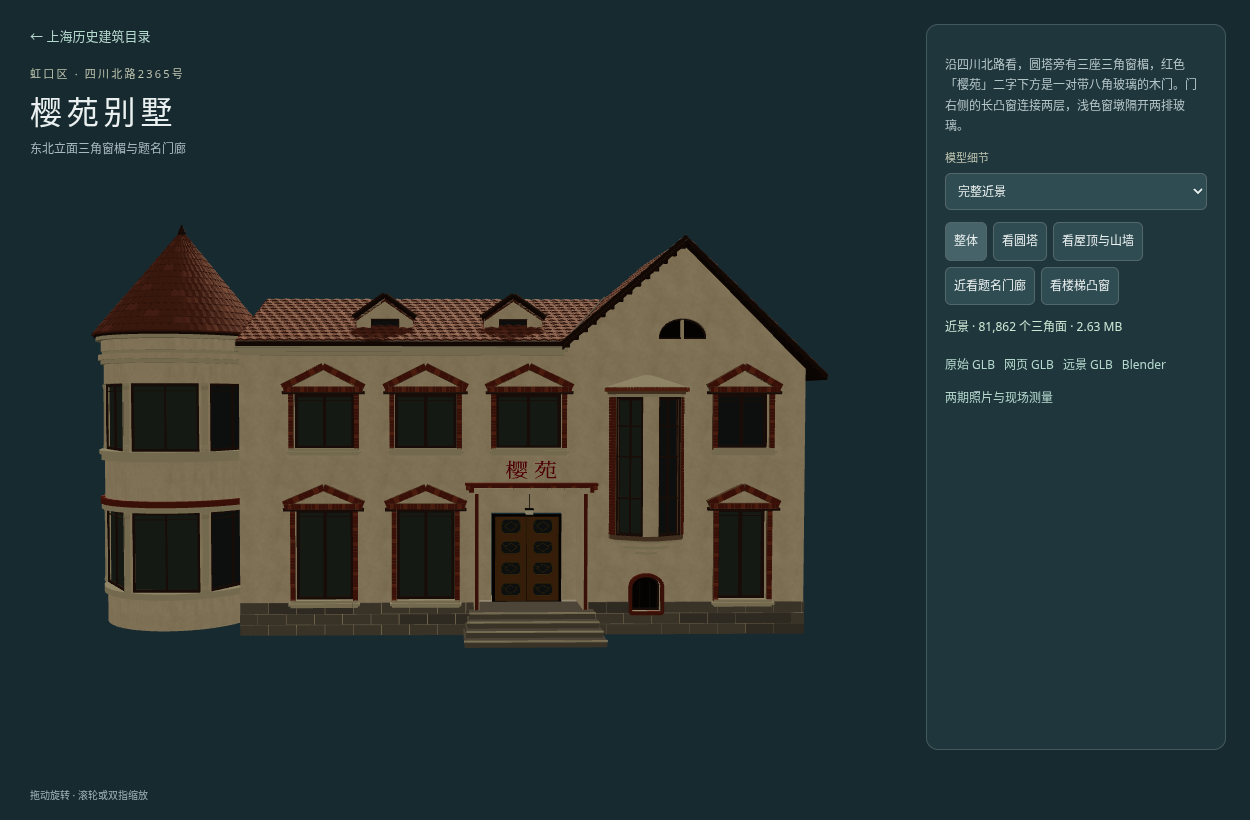 ← 上海历史建筑目录
虹口区 · 四川北路2365号
樱苑别墅
东北立面三角窗楣与题名门廊
樱苑
拖动旋转 · 滚轮或双指缩放
沿四川北路看，圆塔旁有三座三角窗楣，红色
「樱苑」二字下方是一对带八角玻璃的木门。门
右侧的长凸窗连接两层，浅色窗墩隔开两排玻
璃。
模型细节
完整近景
整体 看圆塔 看屋顶与山墙
近看题名门廊 看楼梯凸窗
近景 · 81,862 个三角面 · 2.63 MB
原始 GLB 网页 GLB 远景 GLB Blender
两期照片与现场测量